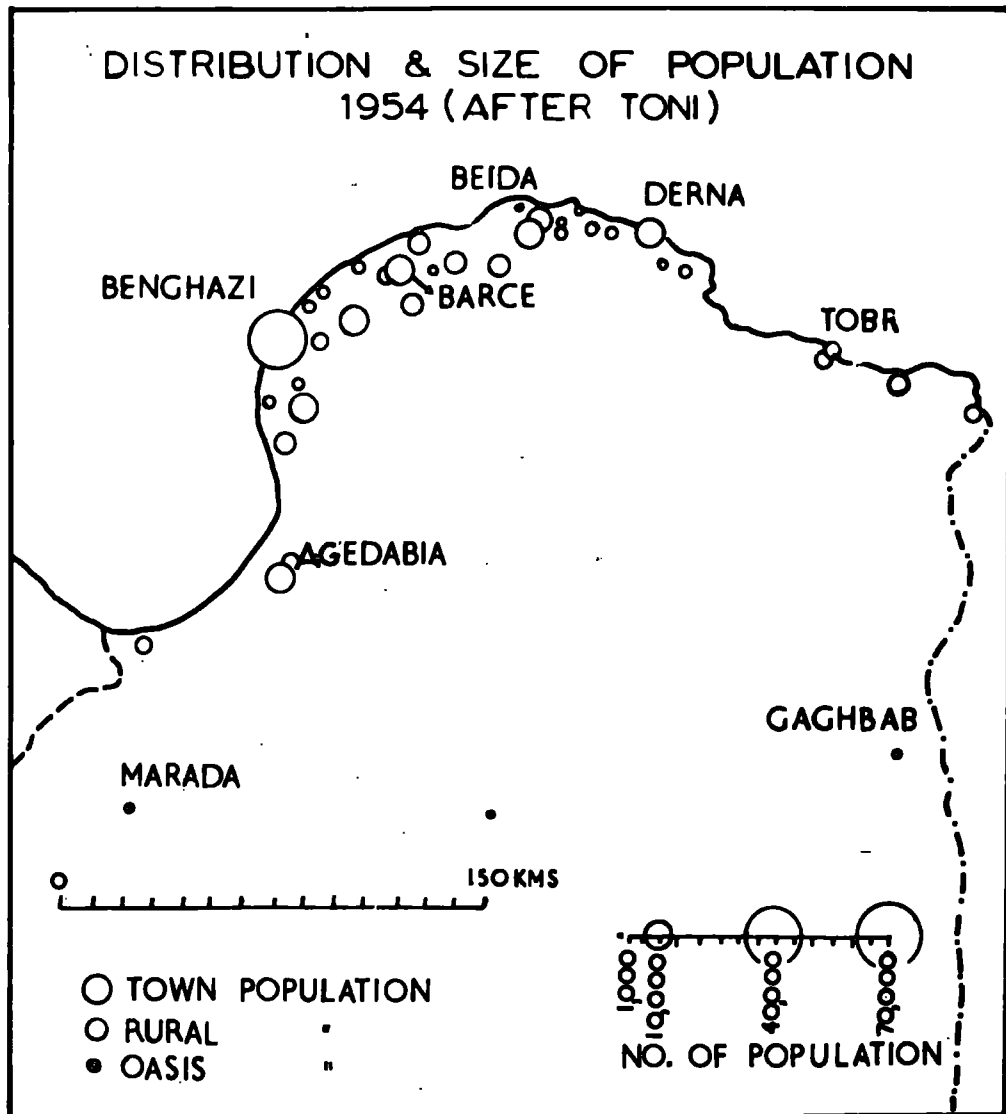 DISTRIBUTION & SIZE OF POPULATION
1954 (AFTER TONI)
BEIDA
DERNA
BENGHAZI
BARCE
TOBR
AGEDABIA
GAGHBAB
MARADA
0 150 KMS
TOWN POPULATION
RURAL "
OASIS "
1,000 10,000 40,000 70,000
NO. OF POPULATION